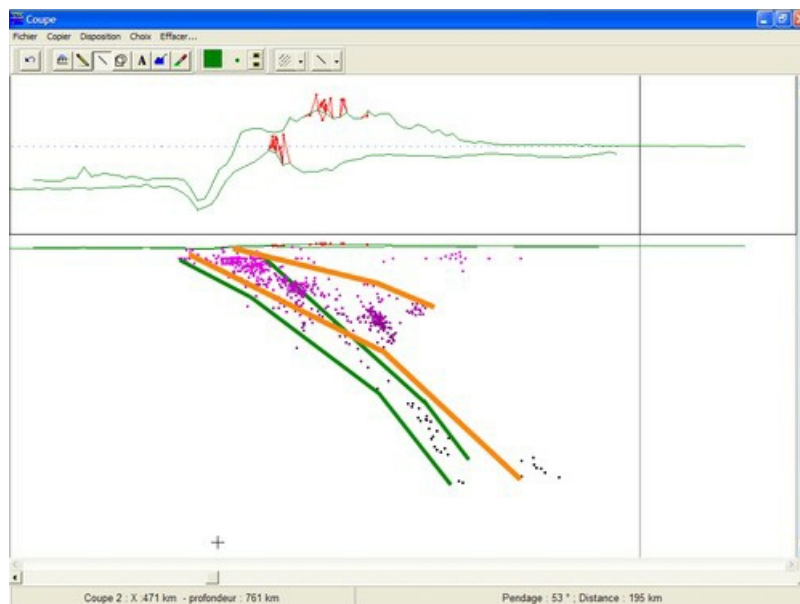 Coupe
Fichier Copier Disposition Choix Effacer...
A
Coupe 2 : X :471 km - profondeur : 761 km
Pendage : 53 ° ; Distance : 195 km